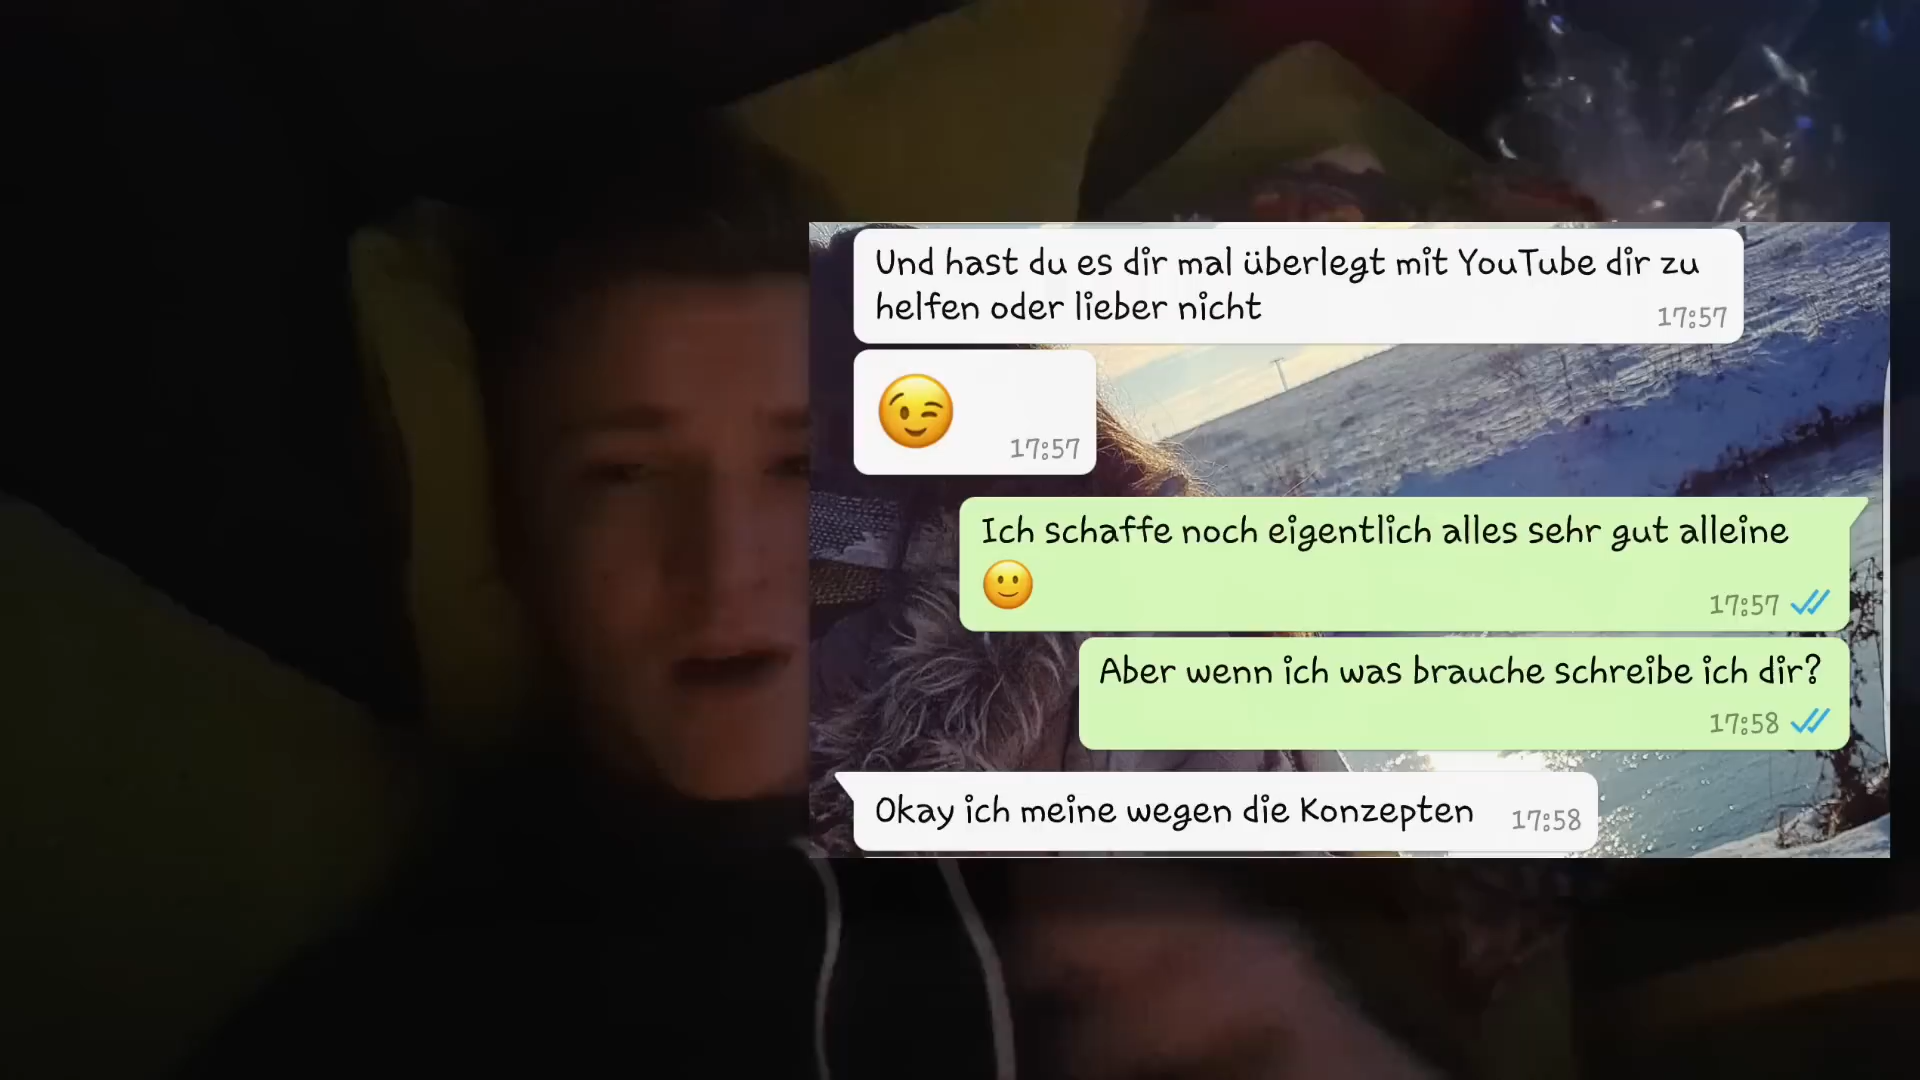 Und hast du es dir mal überlegt mit YouTube dir zu
helfen oder lieber nicht
17:57
😉
17:57
Ich schaffe noch eigentlich alles sehr gut alleine
🙂
17:57
Aber wenn ich was brauche schreibe ich dir?
17:58
Okay ich meine wegen die Konzepten 17:58